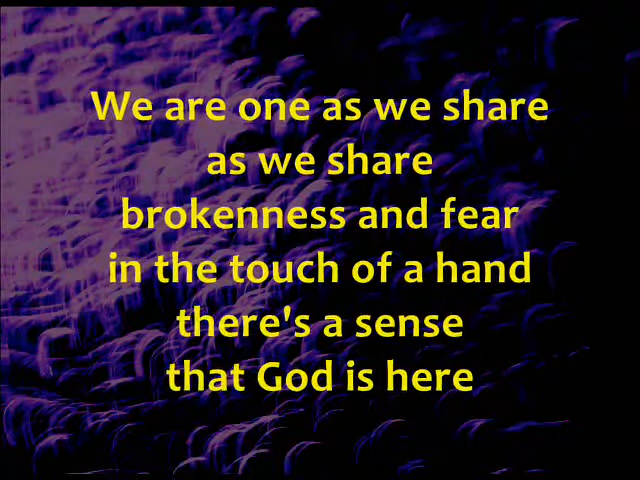 We are one as we share
as we share
brokenness and fear
in the touch of a hand
there's a sense
that God is here